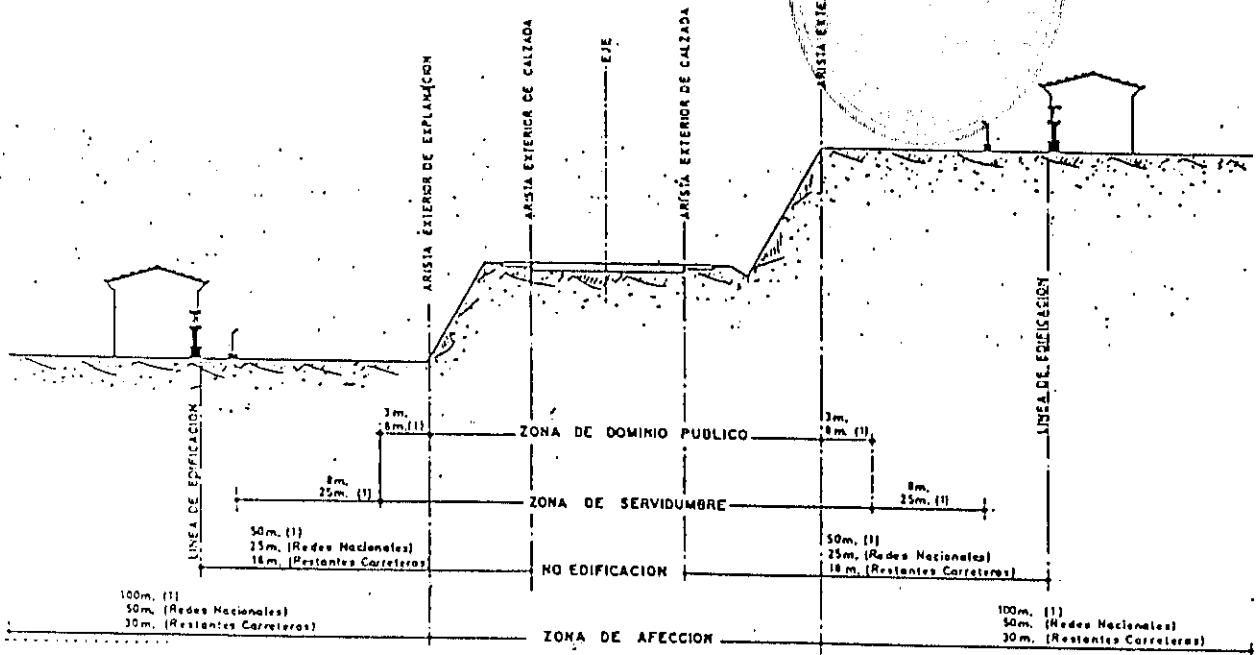 ARISTA EXTERIOR DE EXPLANACION
ARISTA EXTERIOR DE CALZADA
EJE
ARISTA EXTERIOR DE CALZADA
ARISTA
LINEA DE EDIFICACION
LINEA DE EDIFICACION
3m.
8m.(1)
ZONA DE DOMINIO PUBLICO
3m.
8m. (1)
8m.
25m. (1)
ZONA DE SERVIDUMBRE
8m.
25m. (1)
50m. (1)
25m. (Redes Nacionales)
18m. (Restantes Carreteras
NO EDIFICACION
50m. (1)
25m. (Redes Nacionales)
18 m. (Restantes Carreteras)
100m. (1)
50m. (Redes Nacionales)
30m. (Restantes Carreteras)
ZONA DE AFECCION
100m. (1)
50m. (Redes Nacionales)
30m. (Restantes Carreteras)